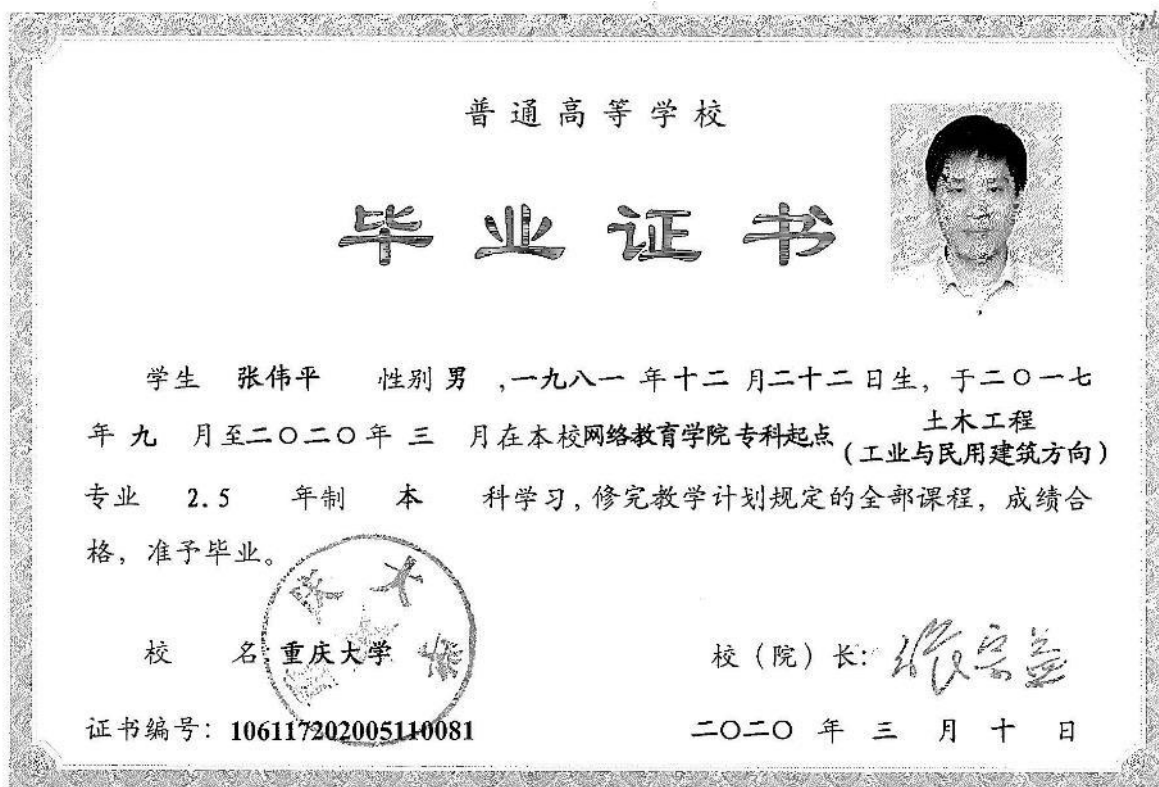 普通高等学校
毕业证书
学生 张伟平 性别 男 ,一九八一 年十二 月二十二 日生，于二〇一七
年 九 月至二〇二〇年 三 月在本校网络教育学院 专科起点 土木工程
(工业与民用建筑方向)
专业 2.5 年制 本 科学习，修完教学计划规定的全部课程，成绩合
格，准予毕业。
校 名: 重庆大学
校（院）长: 张宗益
证书编号: 106117202005110081
二〇二〇 年 三 月 十 日